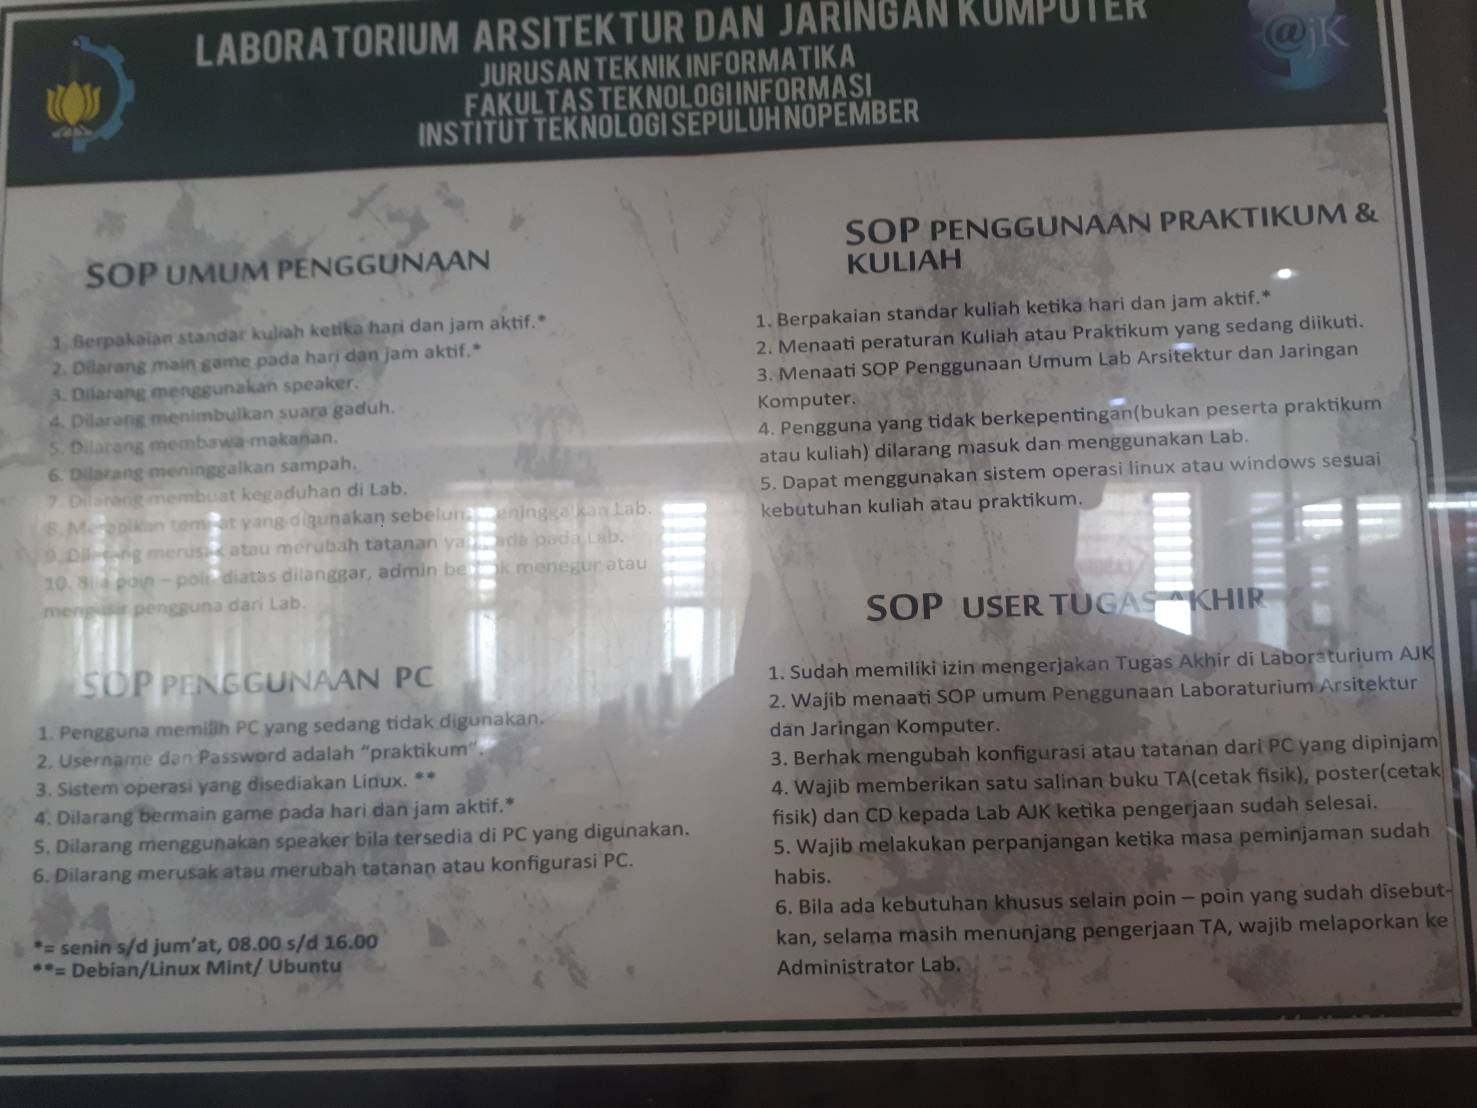 LABORATORIUM ARSITEKTUR DAN JARINGAN KOMPUTER
JURUSAN TEKNIK INFORMATIKA
FAKULTAS TEKNOLOGI INFORMASI
INSTITUT TEKNOLOGI SEPULUH NOPEMBER
@jK
SOP UMUM PENGGUNAAN
1. Berpakaian standar kuliah ketika hari dan jam aktif.*
2. Dilarang main game pada hari dan jam aktif.*
3. Dilarang menggunakan speaker.
4. Dilarang menimbulkan suara gaduh.
5. Dilarang membawa makanan.
6. Dilarang meninggalkan sampah.
7. Dilarang membuat kegaduhan di Lab.
8. Merapikan tempat yang digunakan sebelum meninggalkan Lab.
9. Dilarang merusak atau merubah tatanan yang ada pada Lab.
10. Bila poin – poin diatas dilanggar, admin berhak menegur atau
mengusir pengguna dari Lab.
SOP PENGGUNAAN PC
1. Pengguna memilih PC yang sedang tidak digunakan.
2. Username dan Password adalah “praktikum”.
3. Sistem operasi yang disediakan Linux. **
4. Dilarang bermain game pada hari dan jam aktif.*
5. Dilarang menggunakan speaker bila tersedia di PC yang digunakan.
6. Dilarang merusak atau merubah tatanan atau konfigurasi PC.
*= senin s/d jum’at, 08.00 s/d 16.00
**= Debian/Linux Mint/ Ubuntu
SOP PENGGUNAAN PRAKTIKUM &
KULIAH
1. Berpakaian standar kuliah ketika hari dan jam aktif.*
2. Menaati peraturan Kuliah atau Praktikum yang sedang diikuti.
3. Menaati SOP Penggunaan Umum Lab Arsitektur dan Jaringan
Komputer.
4. Pengguna yang tidak berkepentingan(bukan peserta praktikum
atau kuliah) dilarang masuk dan menggunakan Lab.
5. Dapat menggunakan sistem operasi linux atau windows sesuai
kebutuhan kuliah atau praktikum.
SOP USER TUGAS AKHIR
1. Sudah memiliki izin mengerjakan Tugas Akhir di Laboraturium AJK
2. Wajib menaati SOP umum Penggunaan Laboraturium Arsitektur
dan Jaringan Komputer.
3. Berhak mengubah konfigurasi atau tatanan dari PC yang dipinjam
4. Wajib memberikan satu salinan buku TA(cetak fisik), poster(cetak
fisik) dan CD kepada Lab AJK ketika pengerjaan sudah selesai.
5. Wajib melakukan perpanjangan ketika masa peminjaman sudah
habis.
6. Bila ada kebutuhan khusus selain poin – poin yang sudah disebut-
kan, selama masih menunjang pengerjaan TA, wajib melaporkan ke
Administrator Lab.